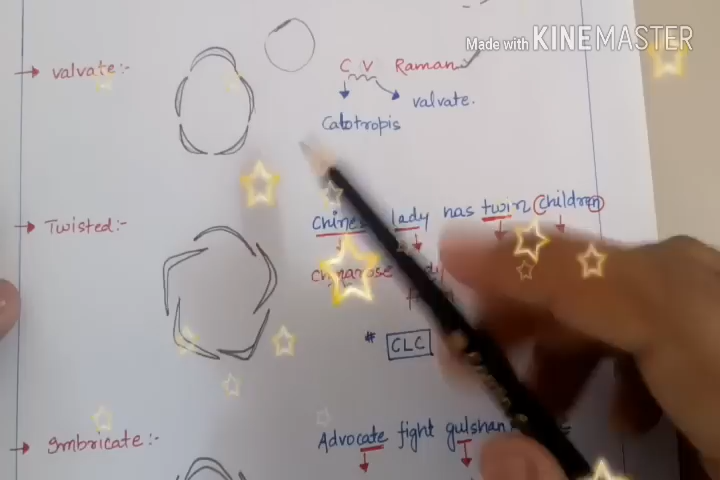 Made with KINEMASTER
→ valvate:-
C V Raman
valvate.
Calotropis
→ Twisted:-
chinese lady has twin children
* CLC
→ Imbricate:-
Advocate fight gulshan